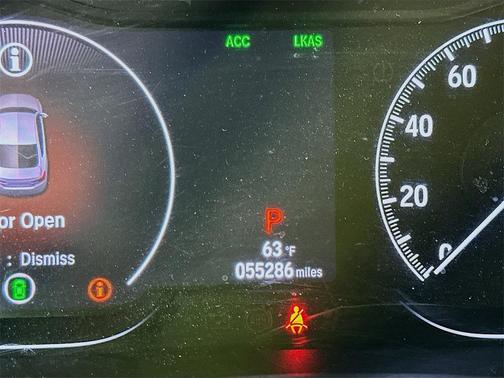 ACC LKAS
60
40
20
0
or Open
: Dismiss
P
63 °F
055286 miles